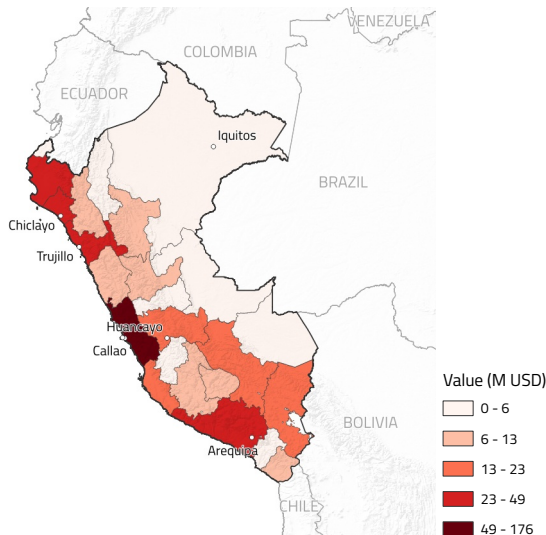 VENEZUELA
COLOMBIA
ECUADOR
Iquitos
BRAZIL
Chiclayo
Trujillo
Huancayo
Callao
Value (M USD)
0 - 6
6 - 13
BOLIVIA
13 - 23
Arequipa
23 - 49
CHILE
49 - 176